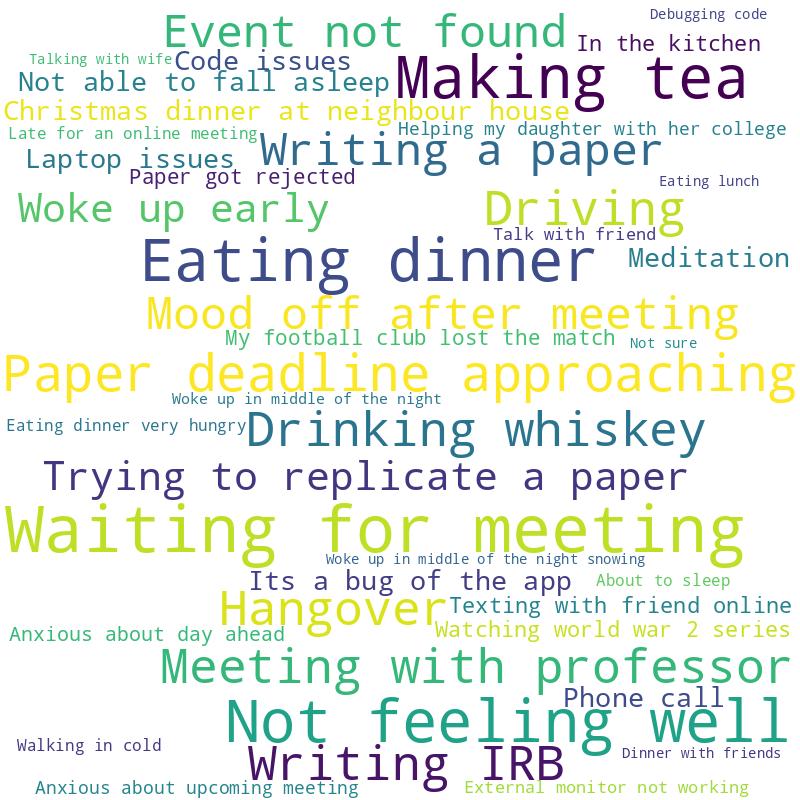 Debugging code
Event not found
In the kitchen
Talking with wife
Code issues
Making tea
Not able to fall asleep
Christmas dinner at neighbour house
Late for an online meeting
Helping my daughter with her college
Writing a paper
Laptop issues
Paper got rejected
Eating lunch
Woke up early
Driving
Talk with friend
Eating dinner
Meditation
Mood off after meeting
My football club lost the match
Not sure
Paper deadline approaching
Woke up in middle of the night
Eating dinner very hungry
Drinking whiskey
Trying to replicate a paper
Waiting for meeting
Woke up in middle of the night snowing
Its a bug of the app
About to sleep
Hangover
Texting with friend online
Anxious about day ahead
Watching world war 2 series
Meeting with professor
Phone call
Not feeling well
Walking in cold
Writing IRB
Dinner with friends
Anxious about upcoming meeting
External monitor not working